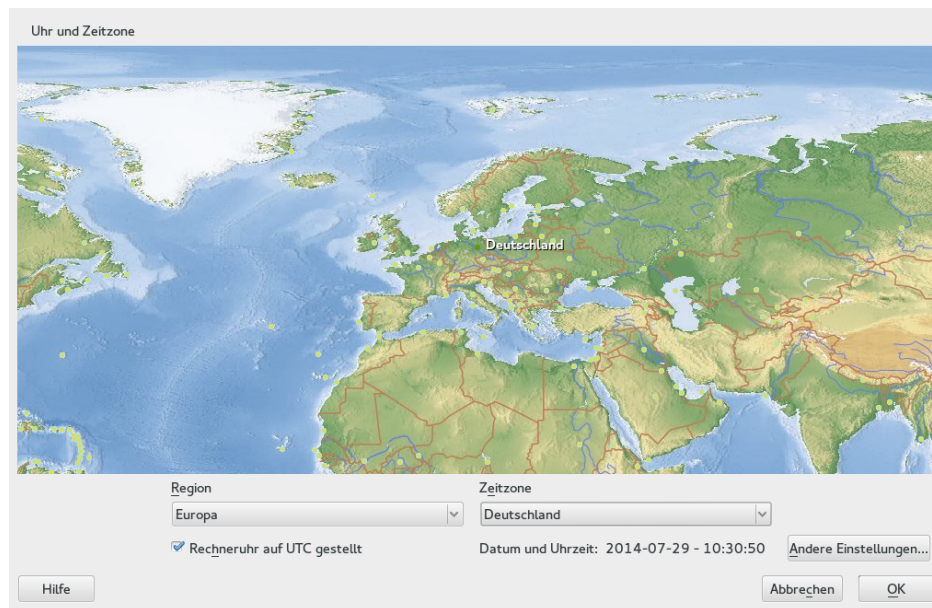 Uhr und Zeitzone
Deutschland
Region
Zeitzone
Europa
Deutschland
Rechneruhr auf UTC gestellt
Datum und Uhrzeit: 2014-07-29 - 10:30:50
Andere Einstellungen...
Hilfe
Abbrechen
OK